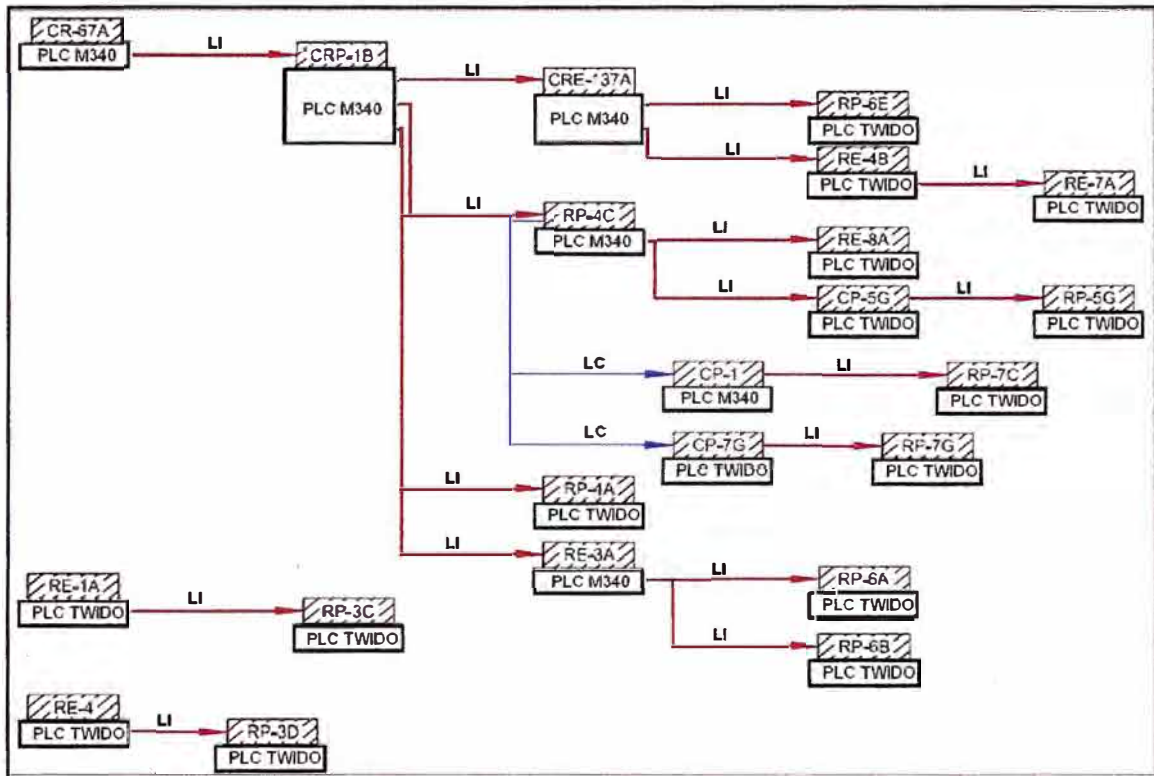 CR-67A
PLC M340
LI
CRP-1B
PLC M340
LI
CRE-137A
PLC M340
LI
RP-6E
PLC TWIDO
LI
RE-4B
PLC TWIDO
LI
RE-7A
PLC TWIDO
LI
RP-4C
PLC M340
LI
RE-8A
PLC TWIDO
LI
CP-5G
PLC TWIDO
LI
RP-5G
PLC TWIDO
LC
CP-1
PLC M340
LI
RP-7C
PLC TWIDO
LC
CP-7G
PLC TWIDO
LI
RP-7G
PLC TWIDO
LI
RP-4A
PLC TWIDO
LI
RE-3A
PLC M340
LI
RP-6A
PLC TWIDO
LI
RP-6B
PLC TWIDO
RE-1A
PLC TWIDO
LI
RP-3C
PLC TWIDO
RE-4
PLC TWIDO
LI
RP-3D
PLC TWIDO